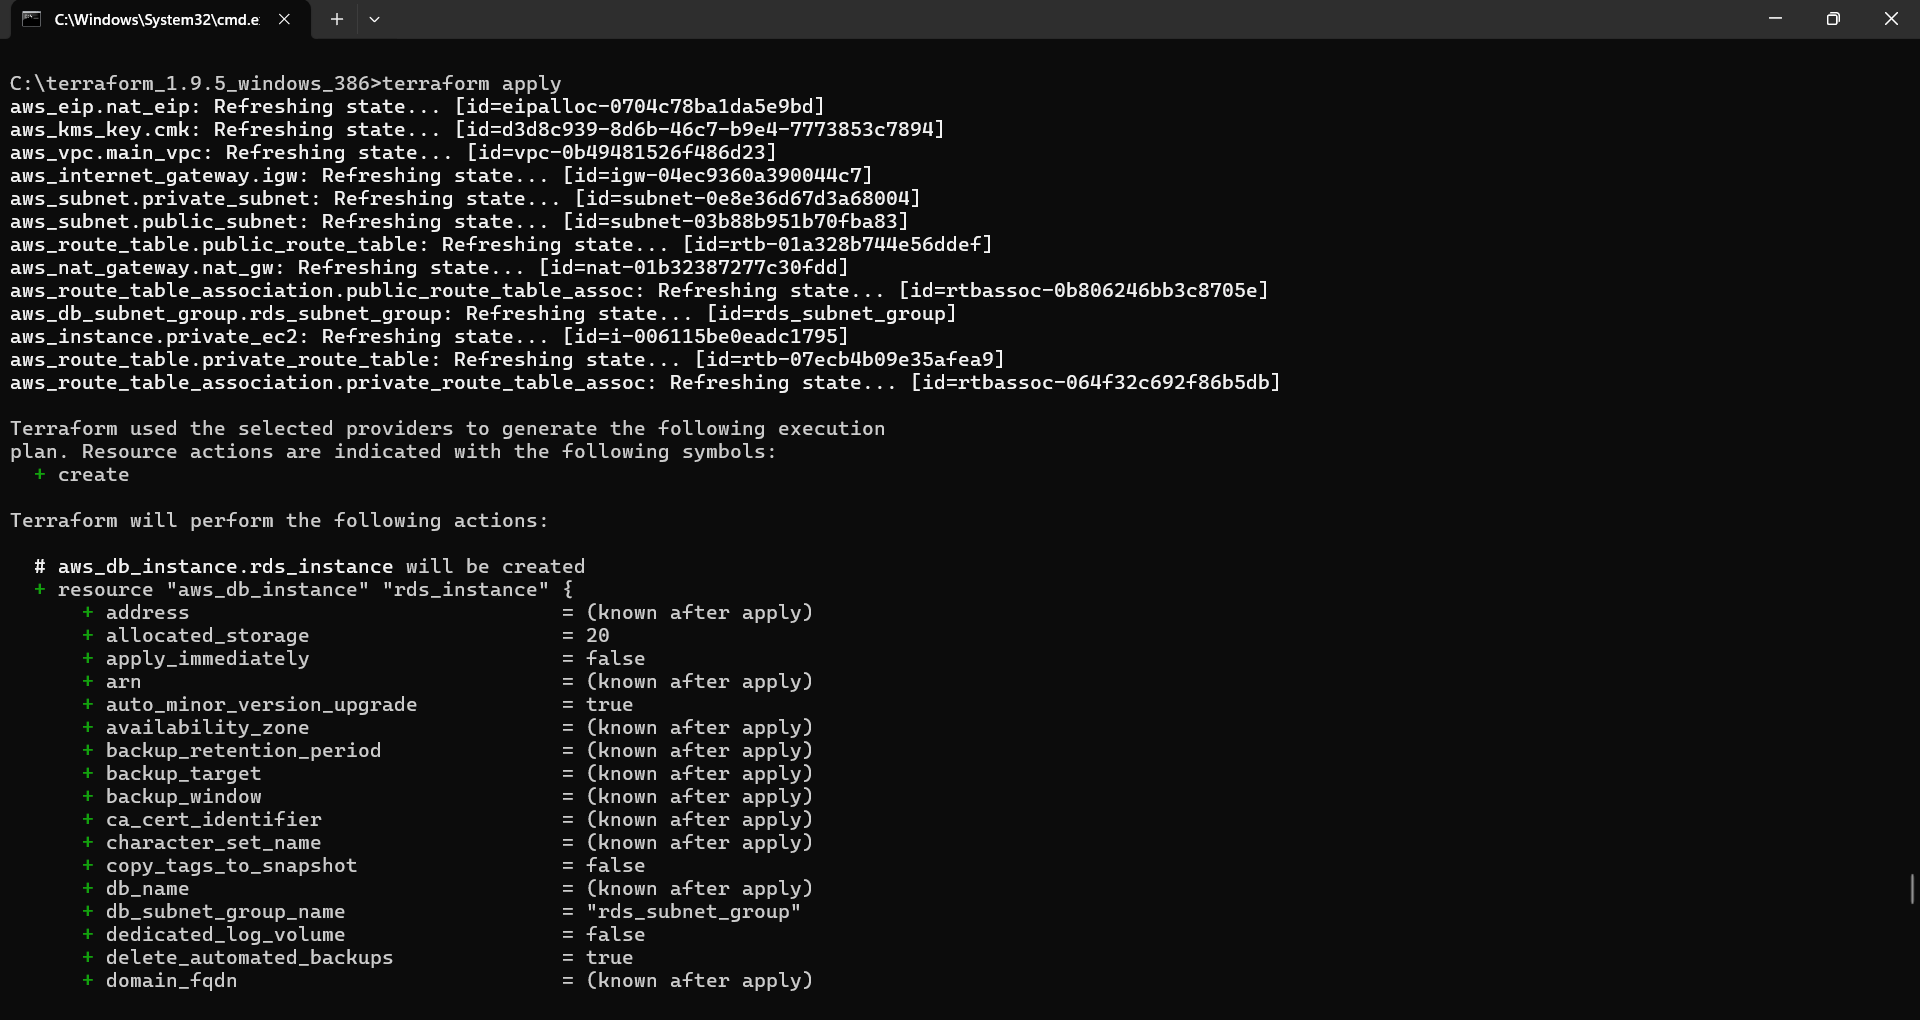 C:\Windows\System32\cmd.e
C:\terraform_1.9.5_windows_386>terraform apply
aws_eip.nat_eip: Refreshing state... [id=eipalloc-0704c78ba1da5e9bd]
aws_kms_key.cmk: Refreshing state... [id=d3d8c939-8d6b-46c7-b9e4-7773853c7894]
aws_vpc.main_vpc: Refreshing state... [id=vpc-0b49481526f486d23]
aws_internet_gateway.igw: Refreshing state... [id=igw-04ec9360a390044c7]
aws_subnet.private_subnet: Refreshing state... [id=subnet-0e8e36d67d3a68004]
aws_subnet.public_subnet: Refreshing state... [id=subnet-03b88b951b70fba83]
aws_route_table.public_route_table: Refreshing state... [id=rtb-01a328b744e56ddef]
aws_nat_gateway.nat_gw: Refreshing state... [id=nat-01b32387277c30fdd]
aws_route_table_association.public_route_table_assoc: Refreshing state... [id=rtbassoc-0b806246bb3c8705e]
aws_db_subnet_group.rds_subnet_group: Refreshing state... [id=rds_subnet_group]
aws_instance.private_ec2: Refreshing state... [id=i-006115be0eadc1795]
aws_route_table.private_route_table: Refreshing state... [id=rtb-07ecb4b09e35afea9]
aws_route_table_association.private_route_table_assoc: Refreshing state... [id=rtbassoc-064f32c692f86b5db]
Terraform used the selected providers to generate the following execution
plan. Resource actions are indicated with the following symbols:
  + create
Terraform will perform the following actions:
  # aws_db_instance.rds_instance will be created
  + resource "aws_db_instance" "rds_instance" {
      + address                               = (known after apply)
      + allocated_storage                     = 20
      + apply_immediately                     = false
      + arn                                   = (known after apply)
      + auto_minor_version_upgrade            = true
      + availability_zone                     = (known after apply)
      + backup_retention_period               = (known after apply)
      + backup_target                         = (known after apply)
      + backup_window                         = (known after apply)
      + ca_cert_identifier                    = (known after apply)
      + character_set_name                    = (known after apply)
      + copy_tags_to_snapshot                 = false
      + db_name                               = (known after apply)
      + db_subnet_group_name                  = "rds_subnet_group"
      + dedicated_log_volume                  = false
      + delete_automated_backups              = true
      + domain_fqdn                           = (known after apply)